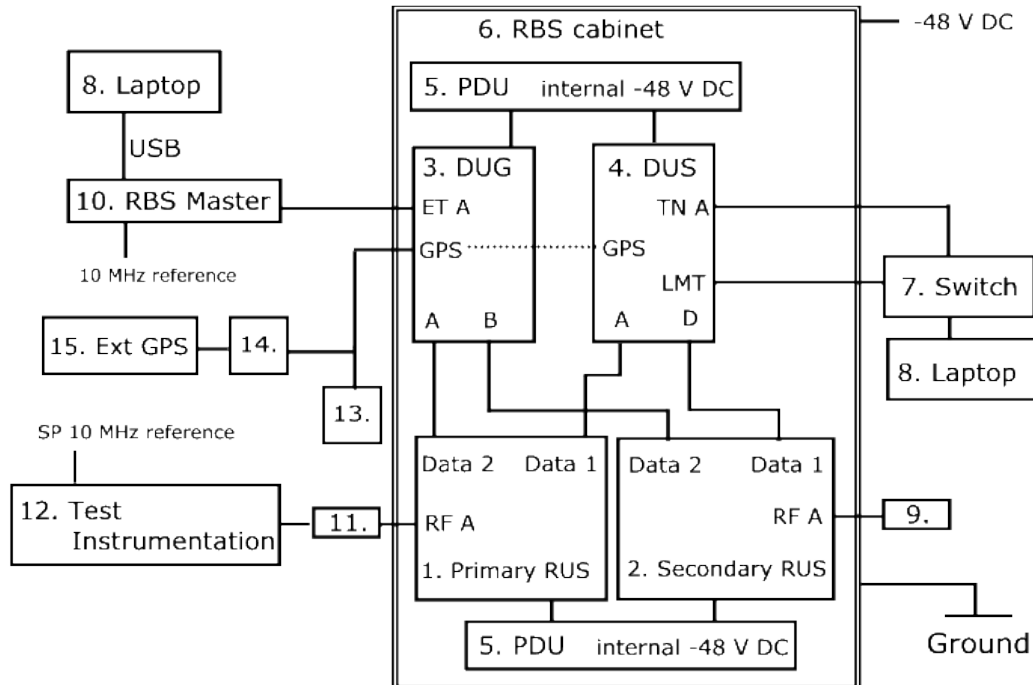 6. RBS cabinet
-48 V DC
8. Laptop
5. PDU internal -48 V DC
USB
3. DUG
4. DUS
10. RBS Master
ET A
TN A
GPS
GPS
10 MHz reference
LMT
7. Switch
15. Ext GPS
14.
A B
A D
8. Laptop
13.
SP 10 MHz reference
Data 2 Data 1
Data 2 Data 1
12. Test
Instrumentation
11.
RF A
RF A
9.
1. Primary RUS
2. Secondary RUS
5. PDU internal -48 V DC
Ground